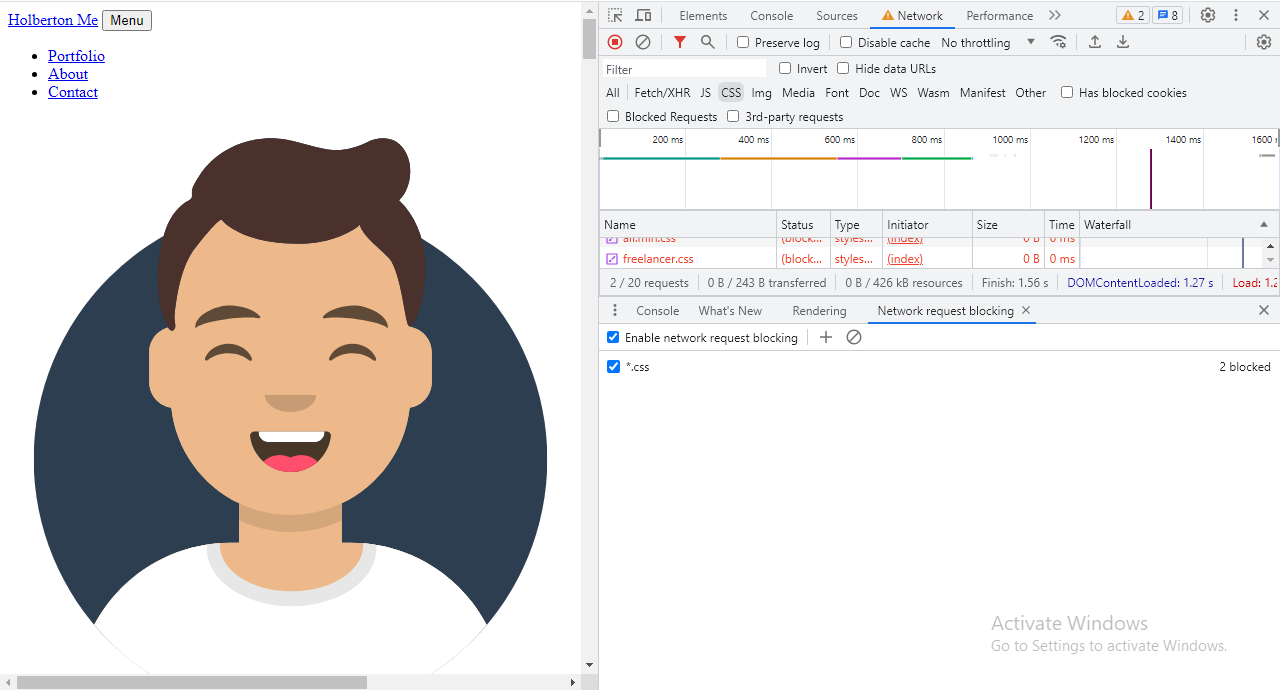 Holberton Me Menu
Portfolio
About
Contact
Elements Console Sources Network Performance 2 8
Preserve log Disable cache No throttling
Filter Invert Hide data URLs
All Fetch/XHR JS CSS Img Media Font Doc WS Wasm Manifest Other Has blocked cookies
Blocked Requests 3rd-party requests
200 ms 400 ms 600 ms 800 ms 1000 ms 1200 ms 1400 ms 1600
Name Status Type Initiator Size Time Waterfall
all.min.css (block... styles... (index) 0 B 0 ms
freelancer.css (block... styles... (index) 0 B 0 ms
2 / 20 requests 0 B / 243 B transferred 0 B / 426 kB resources Finish: 1.56 s DOMContentLoaded: 1.27 s Load: 1.2
Console What's New Rendering Network request blocking
Enable network request blocking
*.css 2 blocked
Activate Windows
Go to Settings to activate Windows.